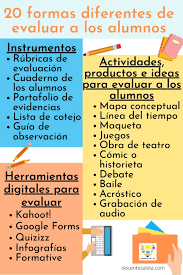 20 formas diferentes de
evaluar a los alumnos
Instrumentos
• Rúbricas de
evaluación
• Cuaderno de
los alumnos
• Portafolio de
evidencias
• Lista de cotejo
• Guía de
observación
Herramientas
digitales para
evaluar
• Kahoot!
• Google Forms
• Quizizz
• Infografías
• Formative
Actividades,
productos e ideas
para evaluar a los
alumnos
• Mapa conceptual
• Línea del tiempo
• Maqueta
• Juegos
• Obra de teatro
• Cómic o
historieta
• Debate
• Baile
• Acróstico
• Grabación de
audio
docentesaldia.com